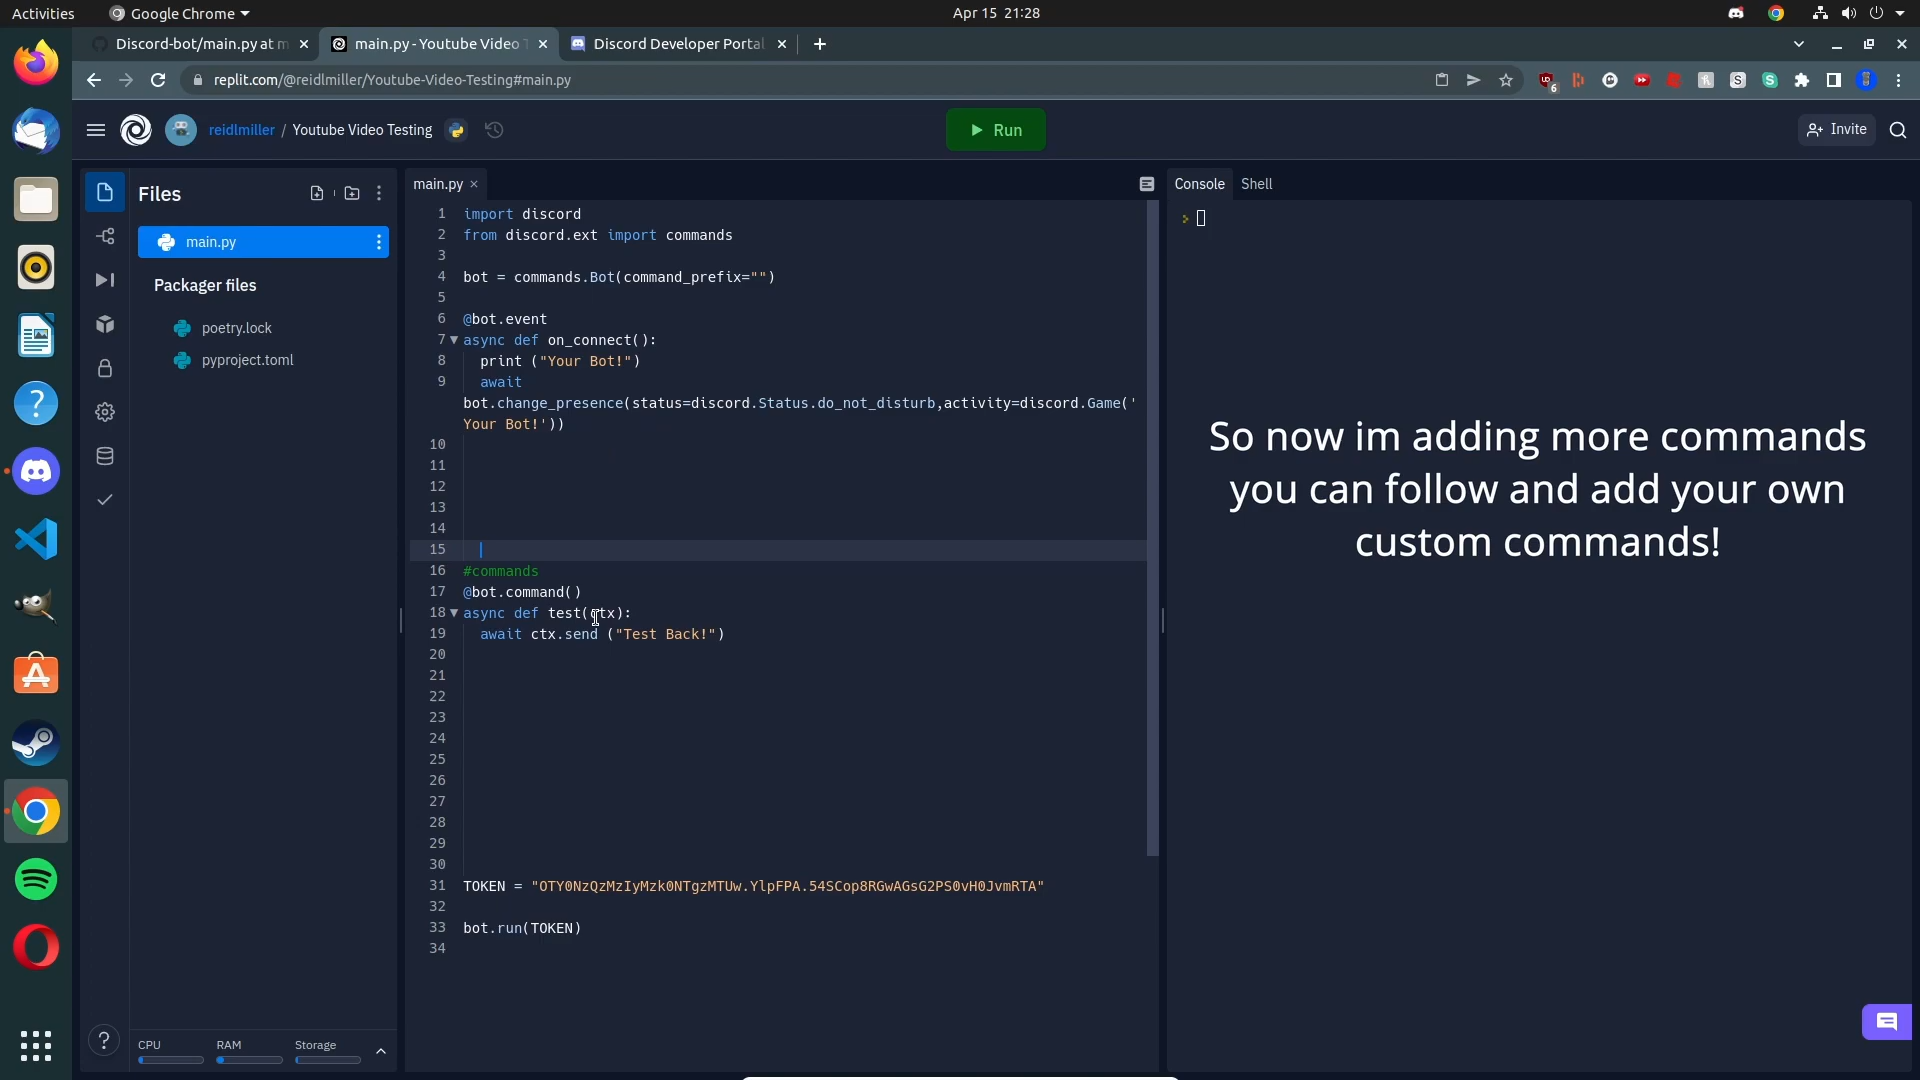 Activities
Google Chrome
Apr 15 21:28
Discord-bot/main.py at m
main.py - Youtube Video T
Discord Developer Portal
replit.com/@reidlmiller/Youtube-Video-Testing#main.py
6
reidlmiller / Youtube Video Testing
Run
Invite
Files
main.py
Packager files
poetry.lock
pyproject.toml
main.py
1 import discord
2 from discord.ext import commands
3
4 bot = commands.Bot(command_prefix="")
5
6 @bot.event
7 async def on_connect():
8 print ("Your Bot!")
9 await
bot.change_presence(status=discord.Status.do_not_disturb,activity=discord.Game('
Your Bot!'))
10
11
12
13
14
15
16 #commands
17 @bot.command()
18 async def test(ctx):
19 await ctx.send ("Test Back!")
20
21
22
23
24
25
26
27
28
29
30
31 TOKEN = "OTY0NzQzMzIyMzk0NTgzMTUw.YlpFPA.54SCop8RGwAGsG2PS0vH0JvmRTA"
32
33 bot.run(TOKEN)
34
Console
Shell
So now im adding more commands
you can follow and add your own
custom commands!
CPU
RAM
Storage